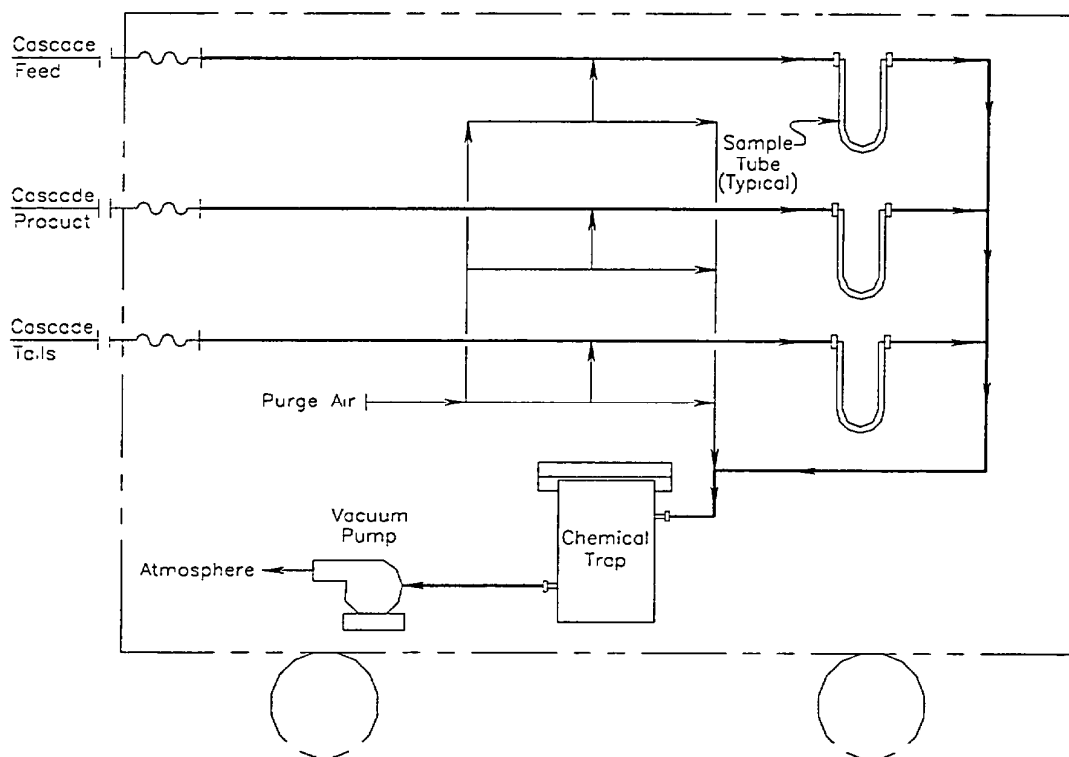 Cascade
Feed
Sample
Tube
(Typical)
Cascade
Product
Cascade
Tails
Purge Air
Vacuum
Pump
Chemical
Trap
Atmosphere